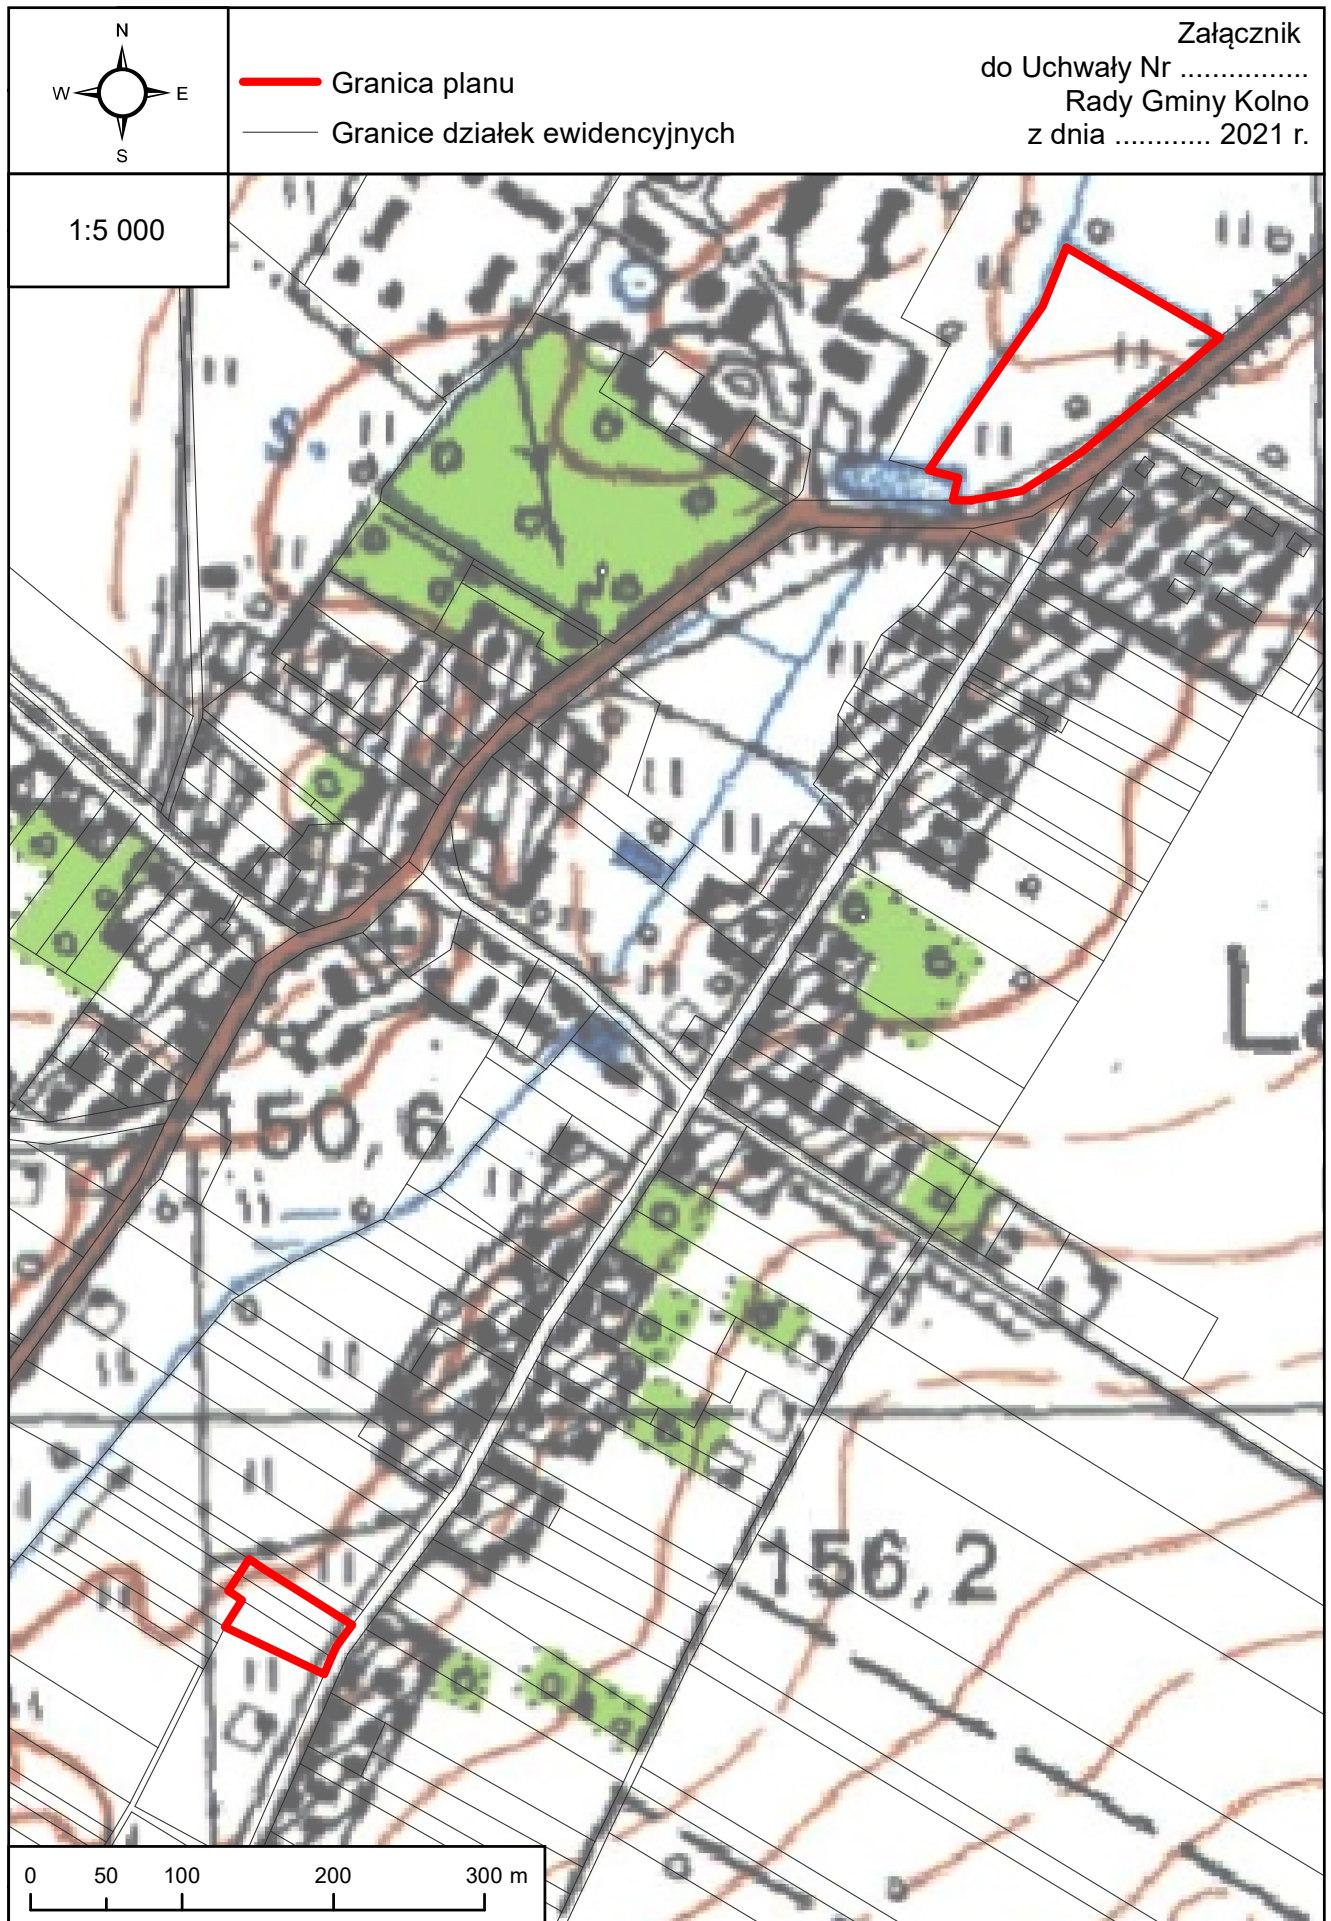 N
W E
S
Granica planu
Granice działek ewidencyjnych
Załącznik
do Uchwały Nr ................
Rady Gminy Kolno
z dnia ............ 2021 r.
1:5 000
150,6
156,2
0 50 100 200 300 m